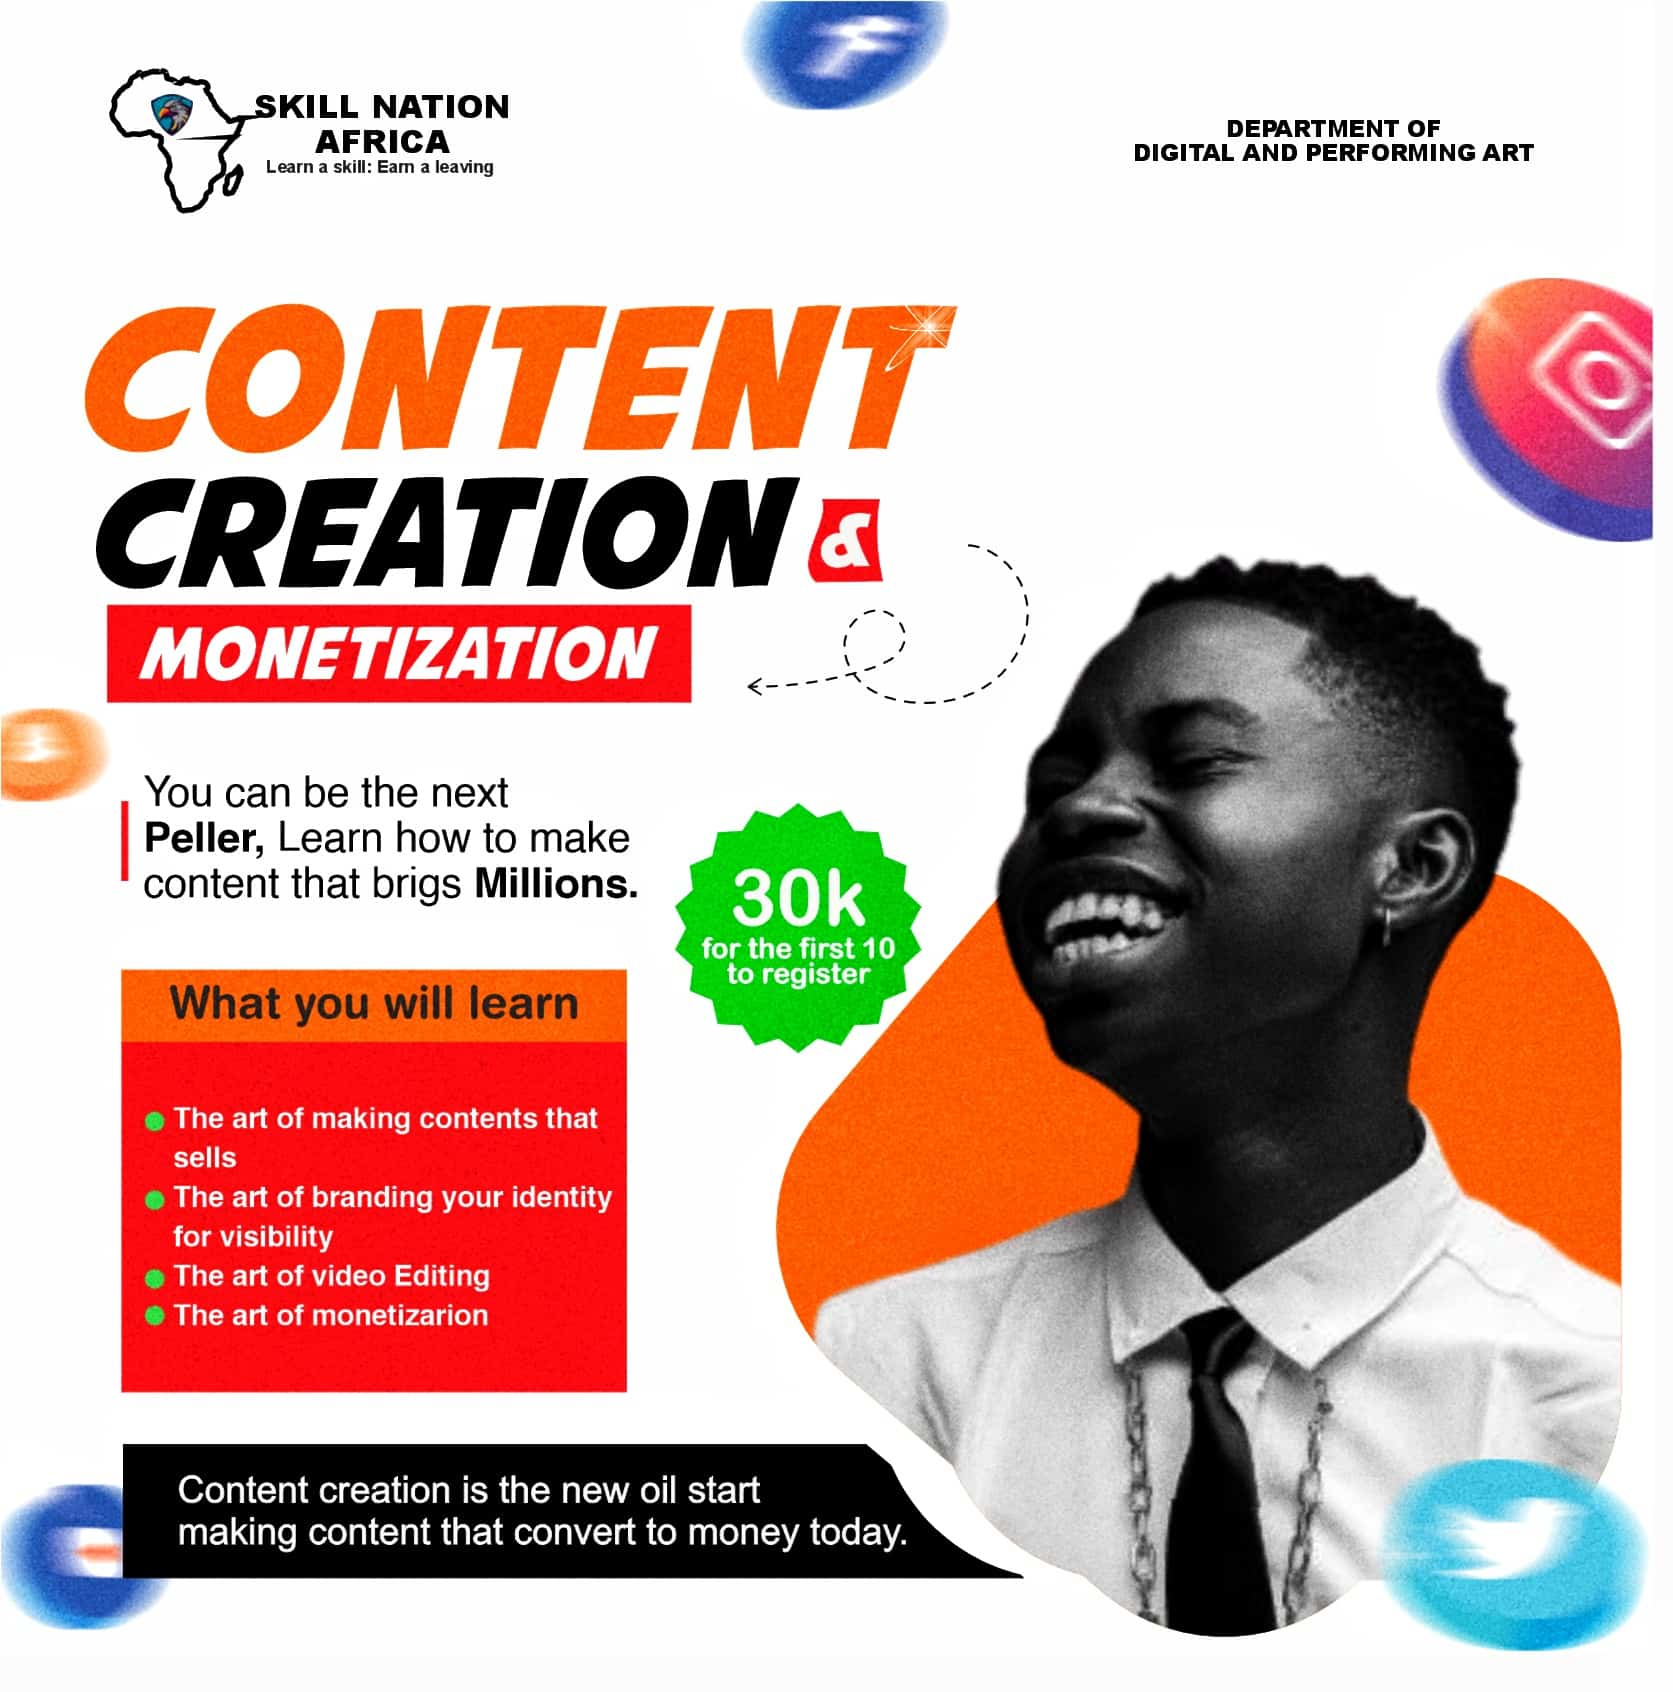 SKILL NATION
AFRICA
Learn a skill: Earn a leaving
DEPARTMENT OF
DIGITAL AND PERFORMING ART
CONTENT
CREATION &
MONETIZATION
You can be the next
Peller, Learn how to make
content that brigs Millions.
30k
for the first 10
to register
What you will learn
The art of making contents that
sells
The art of branding your identity
for visibility
The art of video Editing
The art of monetizarion
Content creation is the new oil start
making content that convert to money today.